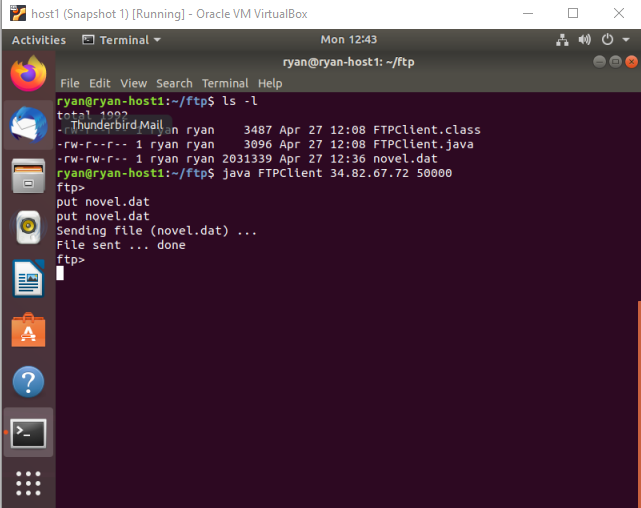 host1 (Snapshot 1) [Running] - Oracle VM VirtualBox
Activities Terminal Mon 12:43
ryan@ryan-host1: ~/ftp
File Edit View Search Terminal Help
ryan@ryan-host1:~/ftp$ ls -l
total 1992
Thunderbird Mail
-rw-r--r-- 1 ryan ryan 3487 Apr 27 12:08 FTPClient.class
-rw-r--r-- 1 ryan ryan 3096 Apr 27 12:08 FTPClient.java
-rw-rw-r-- 1 ryan ryan 2031339 Apr 27 12:36 novel.dat
ryan@ryan-host1:~/ftp$ java FTPClient 34.82.67.72 50000
ftp>
put novel.dat
put novel.dat
Sending file (novel.dat) ...
File sent ... done
ftp>